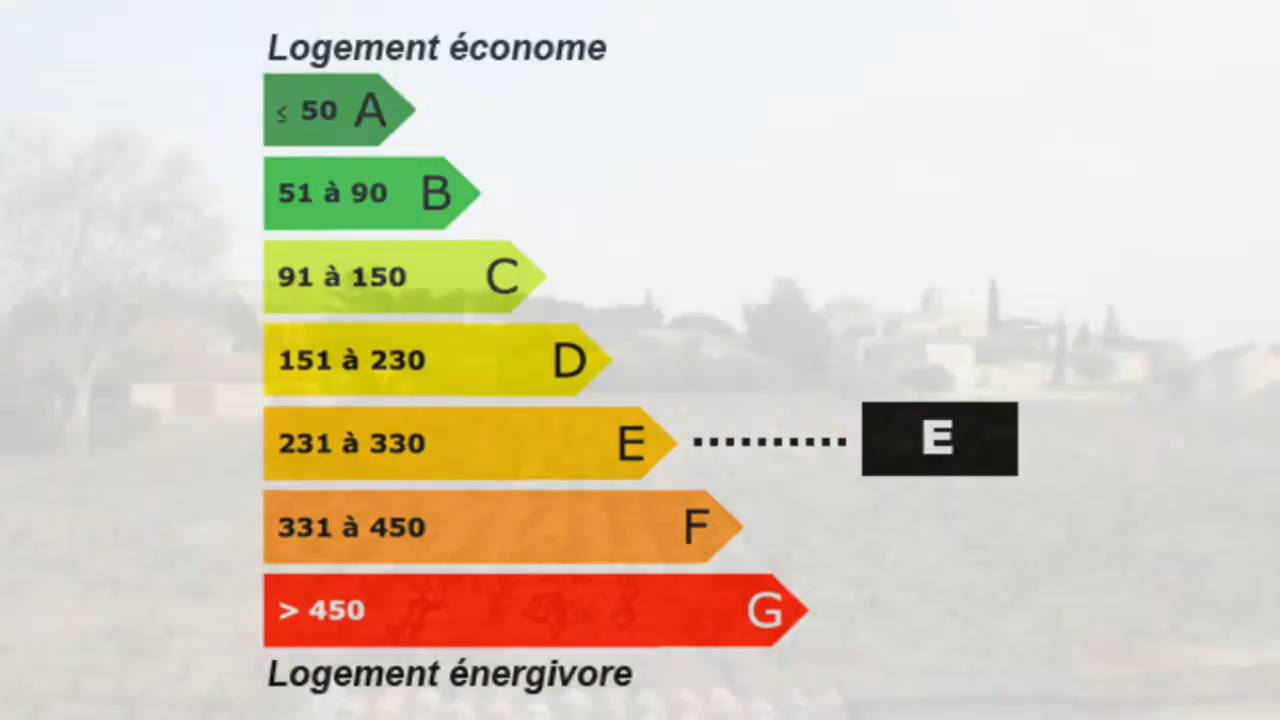 Logement économe
≤ 50 A
51 à 90 B
91 à 150 C
151 à 230 D
231 à 330 E E
331 à 450 F
> 450 G
Logement énergivore